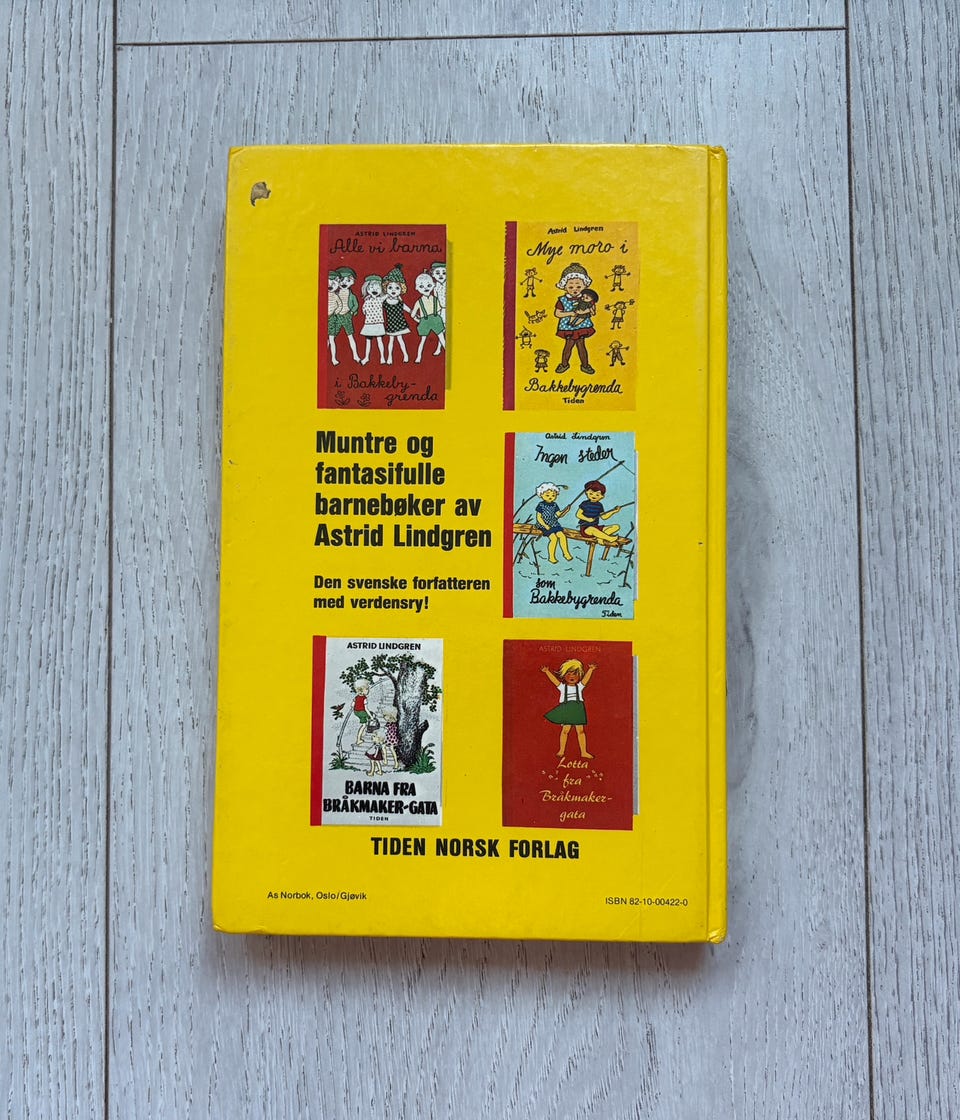 ASTRID LINDGREN
Alle vi barna
i Bakkeby-
grenda
Astrid Lindgren
Mye moro i
Bakkebygrenda
Tiden
Muntre og
fantasifulle
barnebøker av
Astrid Lindgren
Den svenske forfatteren
med verdensry!
Astrid Lindgren
Ingen steder
som
Bakkebygrenda
Tiden
ASTRID LINDGREN
BARNA FRA
BRÅKMAKER-GATA
TIDEN
ASTRID LINDGREN
Lotta
fra
Bråkmaker-
gata
TIDEN NORSK FORLAG
As Norbok, Oslo/Gjøvik
ISBN 82-10-00422-0